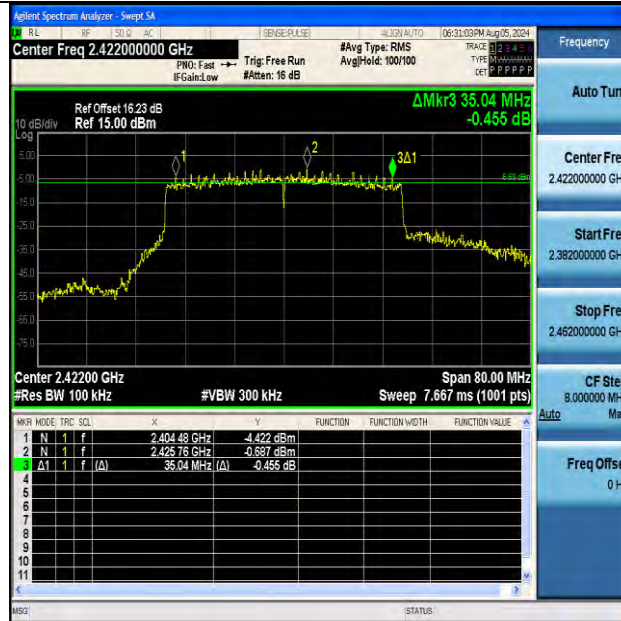 Agilent Spectrum Analyzer - Swept SA
RL RF 50 Ω AC SENSE:PULSE ALIGN AUTO 06:31:03PM Aug 05, 2024
Center Freq 2.422000000 GHz
#Avg Type: RMS
Avg|Hold: 100/100
PNO: Fast
IFGain:Low
Trig: Free Run
#Atten: 16 dB
TRACE 1 2 3 4 5 6
TYPE
DET P P P P P P
Ref Offset 16.23 dB
10 dB/div Ref 15.00 dBm
Log
ΔMkr3 35.04 MHz
-0.455 dB
5.00
-5.00
-15.0
-25.0
-35.0
-45.0
-55.0
-65.0
-75.0
1
2
3Δ1
Center 2.42200 GHz Span 80.00 MHz
#Res BW 100 kHz #VBW 300 kHz Sweep 7.667 ms (1001 pts)
MKR MODE TRC SCL X Y FUNCTION FUNCTION WIDTH FUNCTION VALUE
1 N 1 f 2.404 48 GHz -4.422 dBm
2 N 1 f 2.425 76 GHz -0.687 dBm
3 Δ1 1 f (Δ) 35.04 MHz (Δ) -0.455 dB
4
5
6
7
8
9
10
11
MSG STATUS
Frequency
Auto Tun
Center Fre
2.422000000 GH
Start Fre
2.382000000 GH
Stop Fre
2.462000000 GH
CF Ste
8.000000 MH
Auto Ma
Freq Offse
0 H